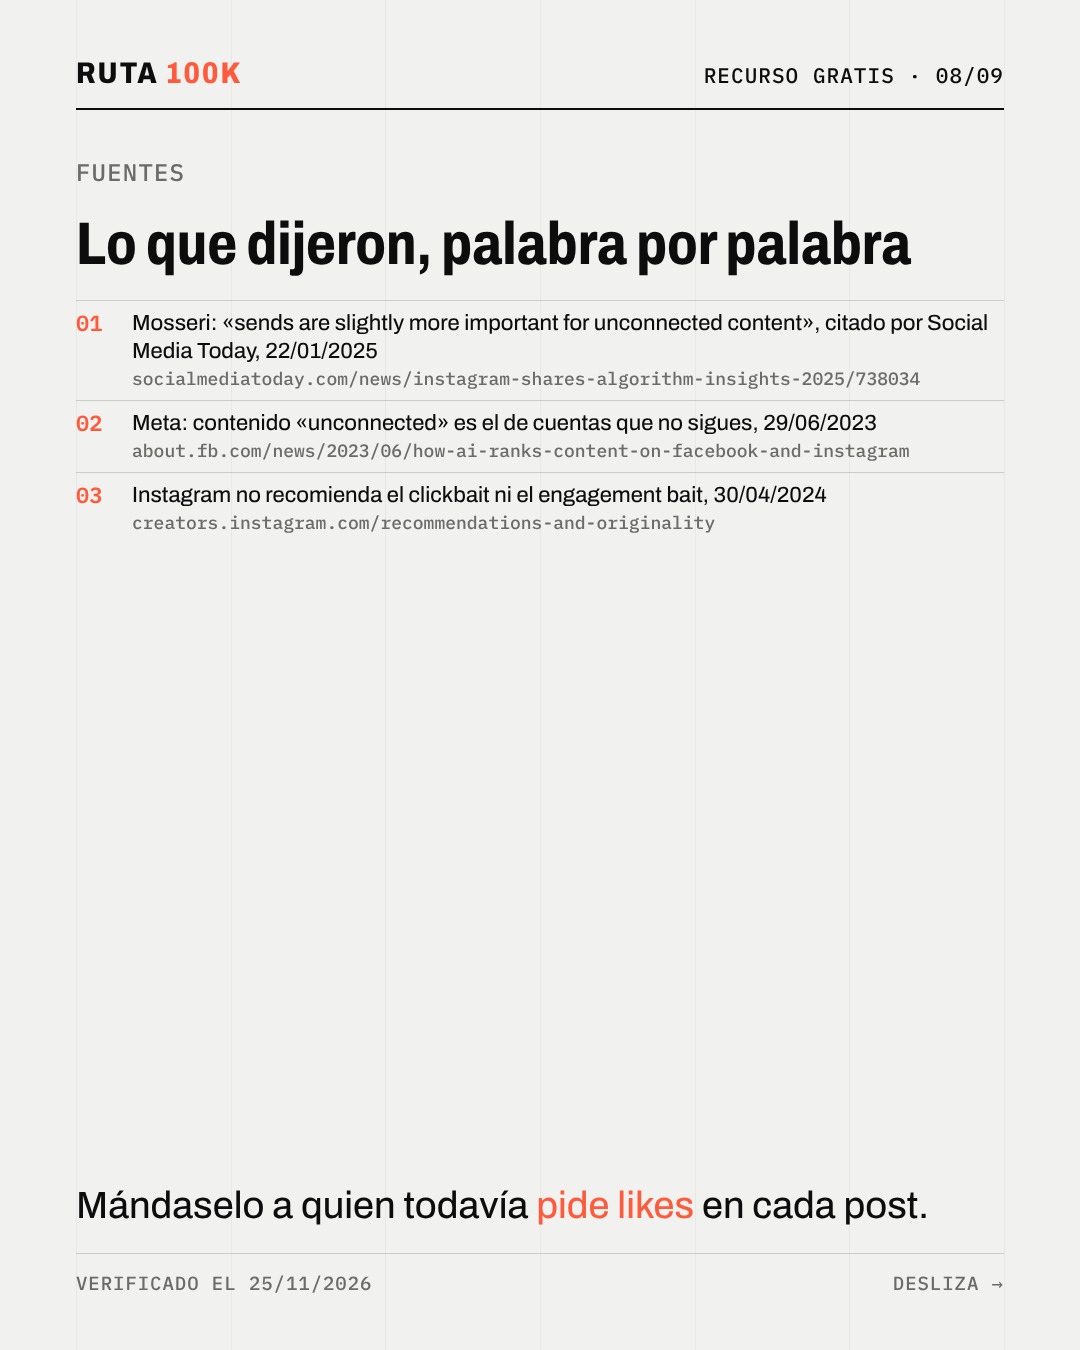 RUTA 100K
RECURSO GRATIS · 08/09
FUENTES
Lo que dijeron, palabra por palabra
01 Mosseri: «sends are slightly more important for unconnected content», citado por Social
Media Today, 22/01/2025
socialmediatoday.com/news/instagram-shares-algorithm-insights-2025/738034
02 Meta: contenido «unconnected» es el de cuentas que no sigues, 29/06/2023
about.fb.com/news/2023/06/how-ai-ranks-content-on-facebook-and-instagram
03 Instagram no recomienda el clickbait ni el engagement bait, 30/04/2024
creators.instagram.com/recommendations-and-originality
Mándaselo a quien todavía pide likes en cada post.
VERIFICADO EL 25/11/2026
DESLIZA →